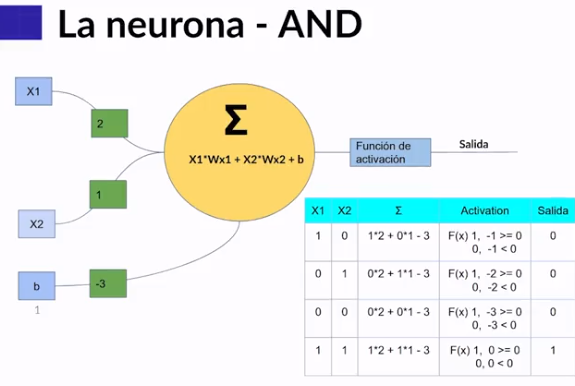 La neurona - AND
X1
2
Σ
X1*Wx1 + X2*Wx2 + b
Función de
activación
Salida
1
X2
b
-3
1
X1 X2 Σ Activation Salida
1 0 1*2 + 0*1 - 3 F(x) 1, -1 >= 0 0
0, -1 < 0
0 1 0*2 + 1*1 - 3 F(x) 1, -2 >= 0 0
0, -2 < 0
0 0 0*2 + 0*1 - 3 F(x) 1, -3 >= 0 0
0, -3 < 0
1 1 1*2 + 1*1 - 3 F(x) 1, 0 >= 0 1
0, 0 < 0